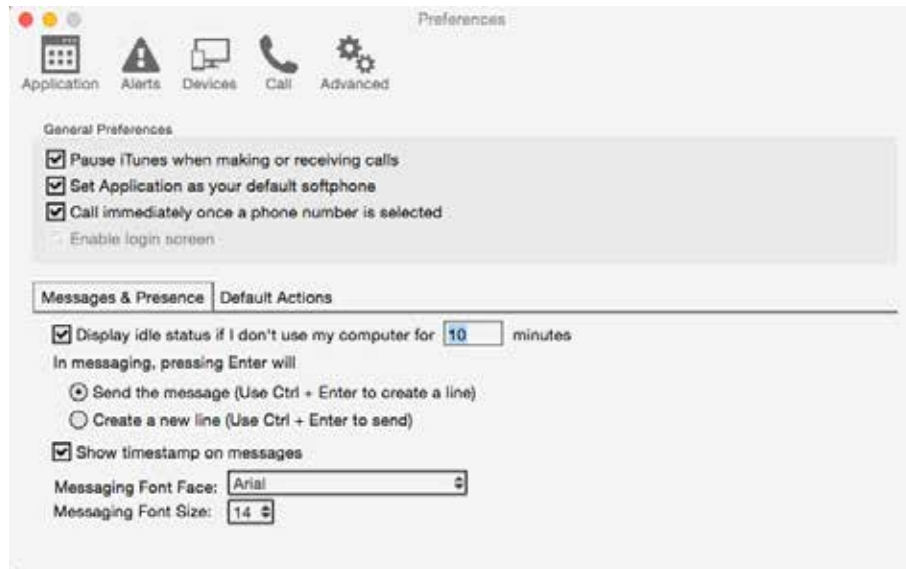 Preferences
Application Alerts Devices Call Advanced
General Preferences
Pause iTunes when making or receiving calls
Set Application as your default softphone
Call immediately once a phone number is selected
Enable login screen
Messages & Presence Default Actions
Display idle status if I don't use my computer for 10 minutes
In messaging, pressing Enter will
Send the message (Use Ctrl + Enter to create a line)
Create a new line (Use Ctrl + Enter to send)
Show timestamp on messages
Messaging Font Face: Arial
Messaging Font Size: 14